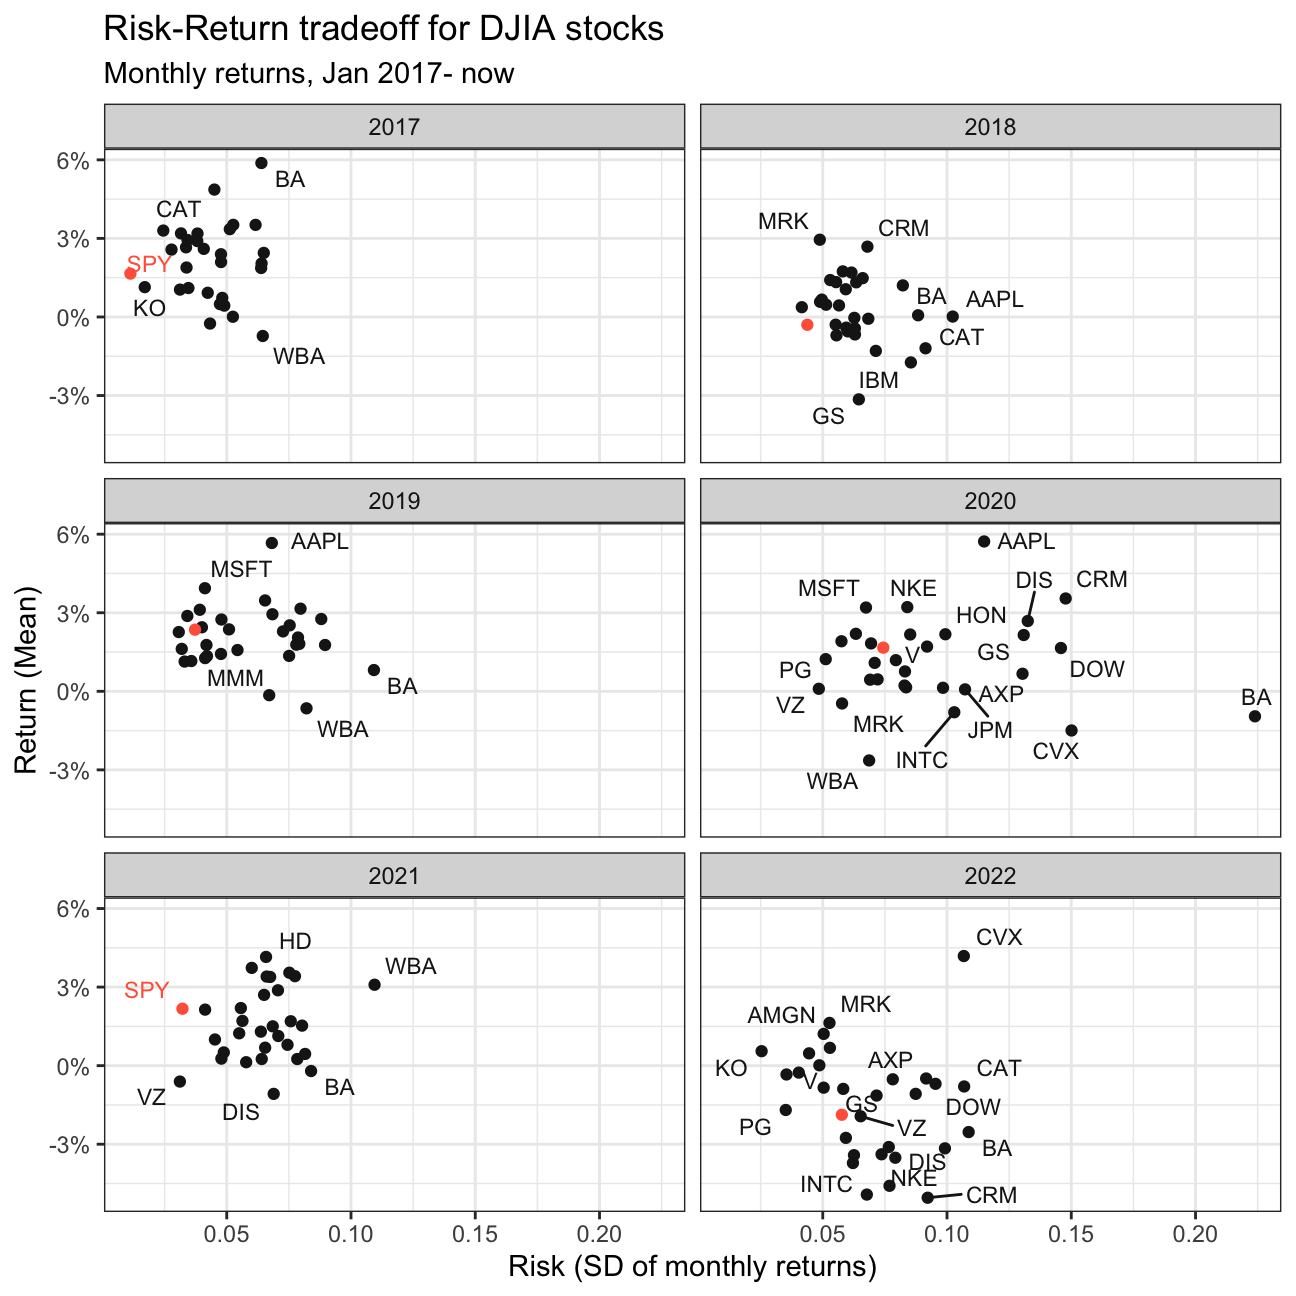 Risk-Return tradeoff for DJIA stocks
Monthly returns, Jan 2017- now
2017
2018
6%
3%
0%
-3%
BA
CAT
SPY
KO
WBA
MRK
CRM
BA
AAPL
CAT
IBM
GS
2019
2020
6%
3%
0%
-3%
AAPL
MSFT
MMM
BA
WBA
AAPL
DIS
CRM
MSFT
NKE
HON
GS
V
PG
DOW
AXP
VZ
BA
MRK
JPM
CVX
INTC
WBA
2021
2022
6%
3%
0%
-3%
HD
WBA
SPY
VZ
BA
DIS
CVX
MRK
AMGN
AXP
KO
CAT
V
GS
DOW
PG
VZ
BA
DIS
INTC
NKE
CRM
0.05
0.10
0.15
0.20
0.05
0.10
0.15
0.20
Return (Mean)
Risk (SD of monthly returns)